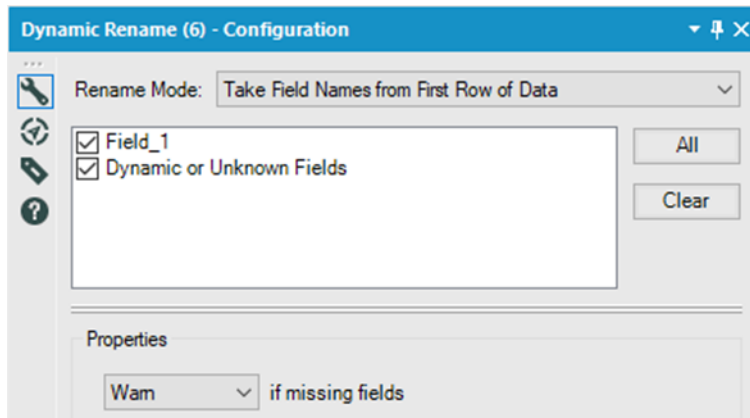 Dynamic Rename (6) - Configuration
Rename Mode: Take Field Names from First Row of Data
Field_1
All
Dynamic or Unknown Fields
Clear
Properties
Warn if missing fields